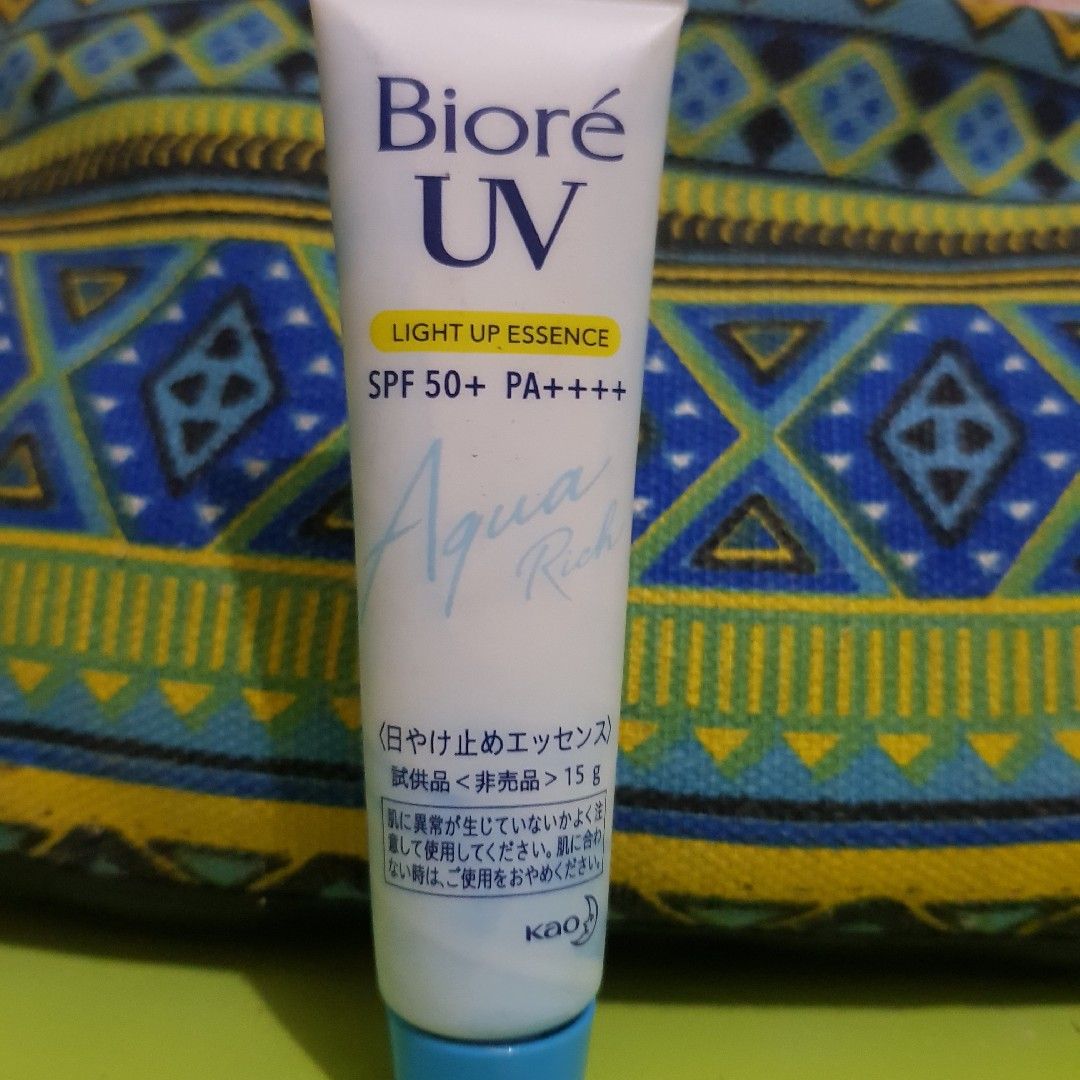 Bioré
UV
LIGHT UP ESSENCE
SPF 50+ PA++++
Aqua
Rich
〈日やけ止めエッセンス〉
試供品＜非売品＞15 g
肌に異常が生じていないかよく注
意して使用してください。肌に合わ
ない時は、ご使用をおやめください。
Kao